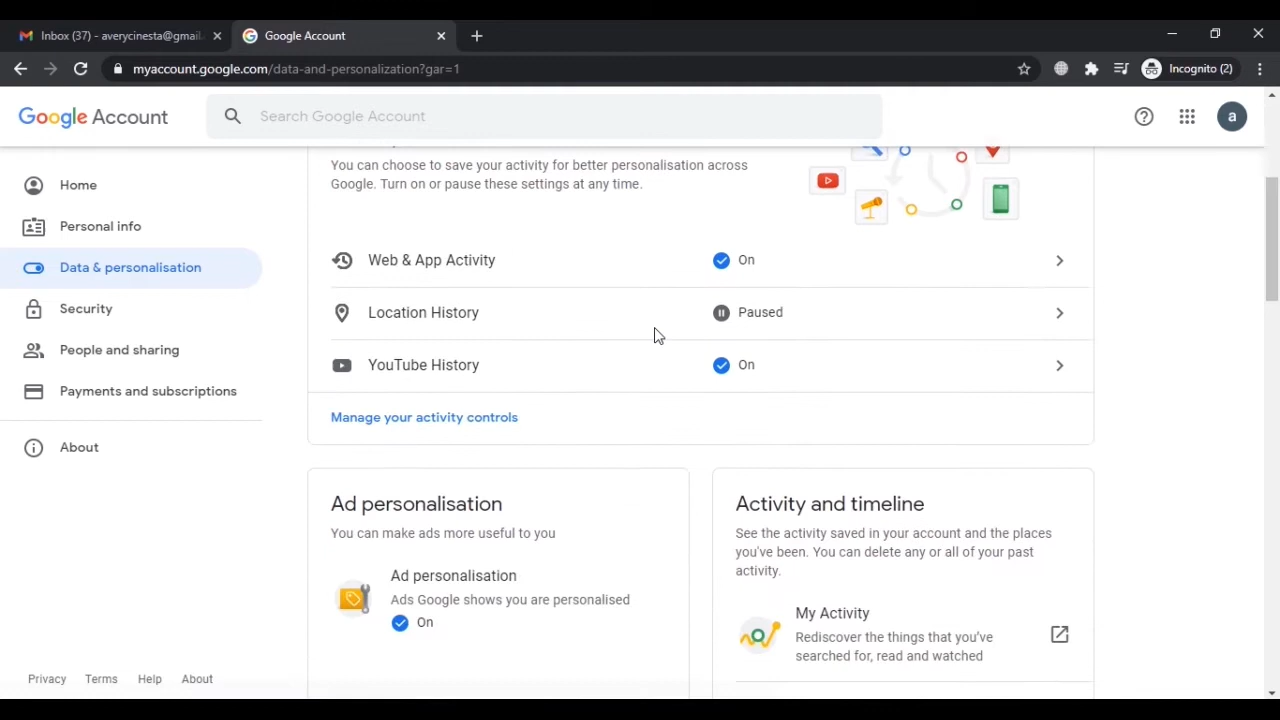 Inbox (37) - averycinesta@gmail.
Google Account
myaccount.google.com/data-and-personalization?gar=1
Incognito (2)
Google Account
Search Google Account
a
Home
Personal info
Data & personalisation
Security
People and sharing
Payments and subscriptions
About
You can choose to save your activity for better personalisation across
Google. Turn on or pause these settings at any time.
Web & App Activity
On
Location History
Paused
YouTube History
On
Manage your activity controls
Ad personalisation
You can make ads more useful to you
Ad personalisation
Ads Google shows you are personalised
On
Activity and timeline
See the activity saved in your account and the places
you've been. You can delete any or all of your past
activity.
My Activity
Rediscover the things that you've
searched for, read and watched
Privacy Terms Help About